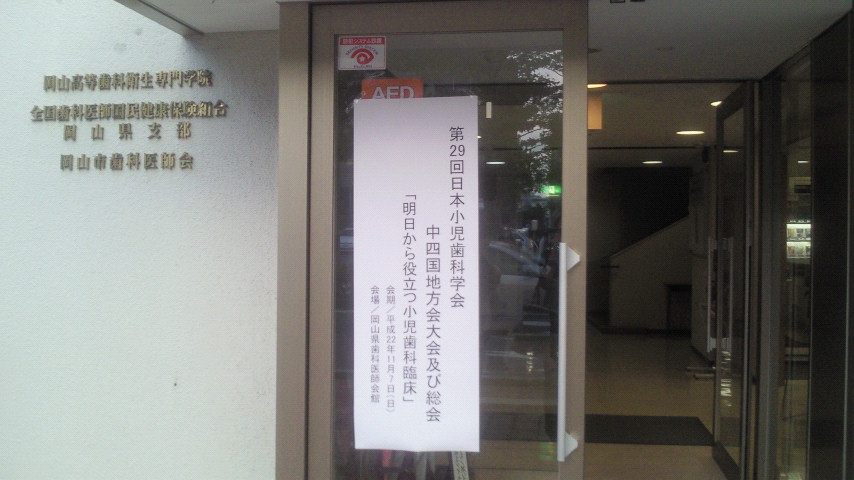 岡山高等歯科衛生専門学院
全国歯科医師国民健康保険組合
岡山県支部
岡山市歯科医師会
AED
第29回日本小児歯科学会
中四国地方会大会及び総会
「明日から役立つ小児歯科臨床」
会期/平成22年11月7日(日)
会場/岡山県歯科医師会館